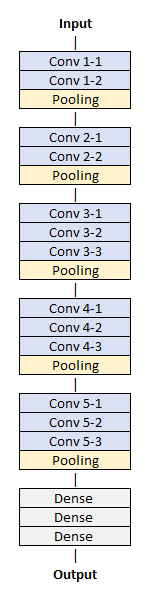 Input
Conv 1-1
Conv 1-2
Pooling
Conv 2-1
Conv 2-2
Pooling
Conv 3-1
Conv 3-2
Conv 3-3
Pooling
Conv 4-1
Conv 4-2
Conv 4-3
Pooling
Conv 5-1
Conv 5-2
Conv 5-3
Pooling
Dense
Dense
Dense
Output